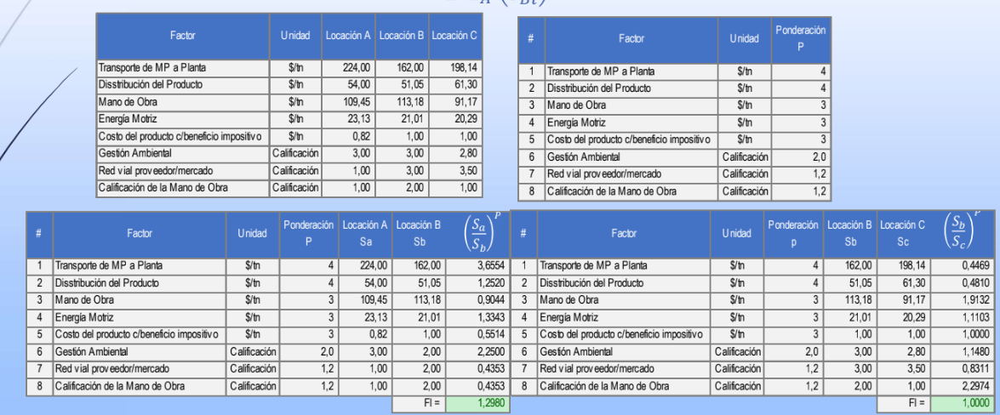 Factor Unidad Locación A Locación B Locación C
Transporte de MP a Planta $/tn 224,00 162,00 198,14
Disstribución del Producto $/tn 54,00 51,05 61,30
Mano de Obra $/tn 109,45 113,18 91,17
Energía Motriz $/tn 23,13 21,01 20,29
Costo del producto c/beneficio impositivo $/tn 0,82 1,00 1,00
Gestión Ambiental Calificación 3,00 3,00 2,80
Red vial proveedor/mercado Calificación 1,00 3,00 3,50
Calificación de la Mano de Obra Calificación 1,00 2,00 1,00
# Factor Unidad Ponderación P
1 Transporte de MP a Planta $/tn 4
2 Disstribución del Producto $/tn 4
3 Mano de Obra $/tn 3
4 Energía Motriz $/tn 3
5 Costo del producto c/beneficio impositivo $/tn 3
6 Gestión Ambiental Calificación 2,0
7 Red vial proveedor/mercado Calificación 1,2
8 Calificación de la Mano de Obra Calificación 1,2
# Factor Unidad Ponderación P Locación A Sa Locación B Sb (S_a/S_b)^P
1 Transporte de MP a Planta $/tn 4 224,00 162,00 3,6554
2 Disstribución del Producto $/tn 4 54,00 51,05 1,2520
3 Mano de Obra $/tn 3 109,45 113,18 0,9044
4 Energía Motriz $/tn 3 23,13 21,01 1,3343
5 Costo del producto c/beneficio impositivo $/tn 3 0,82 1,00 0,5514
6 Gestión Ambiental Calificación 2,0 3,00 2,00 2,2500
7 Red vial proveedor/mercado Calificación 1,2 1,00 2,00 0,4353
8 Calificación de la Mano de Obra Calificación 1,2 1,00 2,00 0,4353
FI = 1,2980
# Factor Unidad Ponderación p Locación B Sb Locación C Sc (S_b/S_c)^P
1 Transporte de MP a Planta $/tn 4 162,00 198,14 0,4469
2 Disstribución del Producto $/tn 4 51,05 61,30 0,4810
3 Mano de Obra $/tn 3 113,18 91,17 1,9132
4 Energía Motriz $/tn 3 21,01 20,29 1,1103
5 Costo del producto c/beneficio impositivo $/tn 3 1,00 1,00 1,0000
6 Gestión Ambiental Calificación 2,0 3,00 2,80 1,1480
7 Red vial proveedor/mercado Calificación 1,2 3,00 3,50 0,8311
8 Calificación de la Mano de Obra Calificación 1,2 2,00 1,00 2,2974
FI = 1,0000